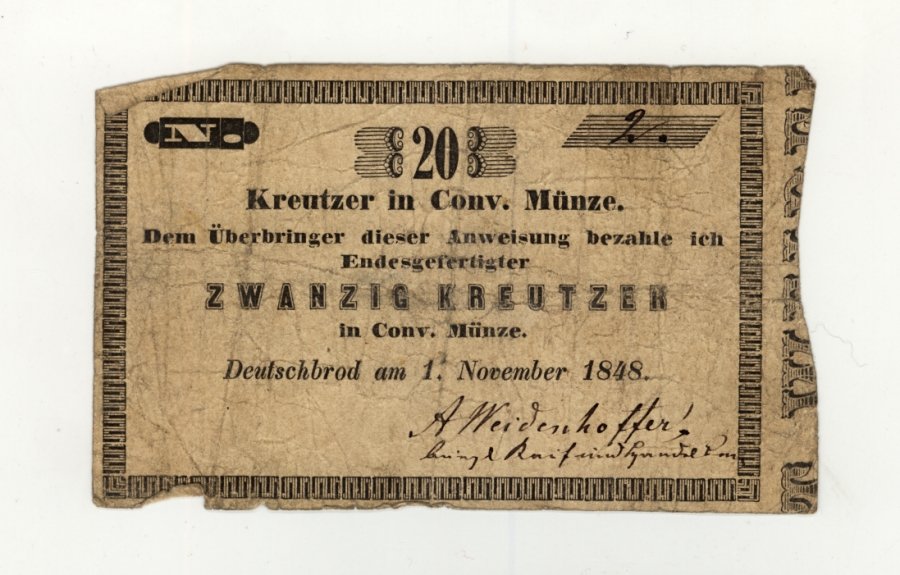 N.
2.
20
Kreutzer in Conv. Münze.
Dem Überbringer dieser Anweisung bezahle ich
Endesgefertigter
ZWANZIG KREUTZER
in Conv. Münze.
Deutschbrod am 1. November 1848.
A Weidenhoffer